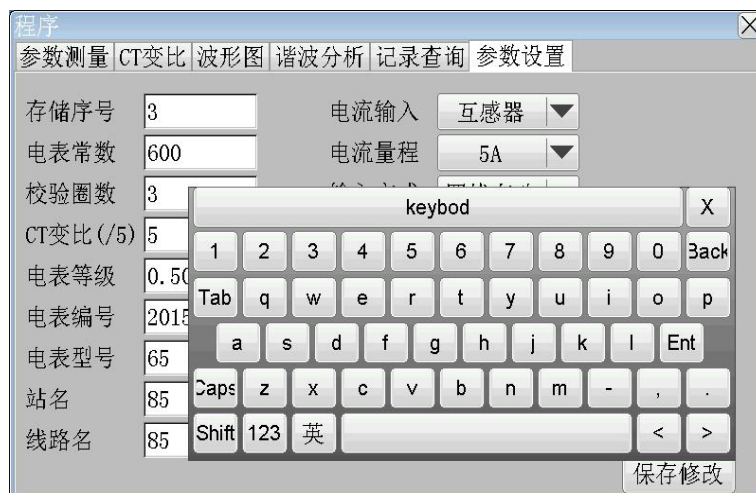 程序
参数测量 CT变比 波形图 谐波分析 记录查询 参数设置
存储序号 3 电流输入 互感器
电表常数 600 电流量程 5A
校验圈数 3
keybod X
CT变比(/5) 5
1 2 3 4 5 6 7 8 9 0 Back
电表等级 0.50
Tab q w e r t y u i o p
电表编号 2015
电表型号 65
a s d f g h j k l Ent
站名 85
Caps z x c v b n m - , .
线路名 85
Shift 123 英 < >
保存修改